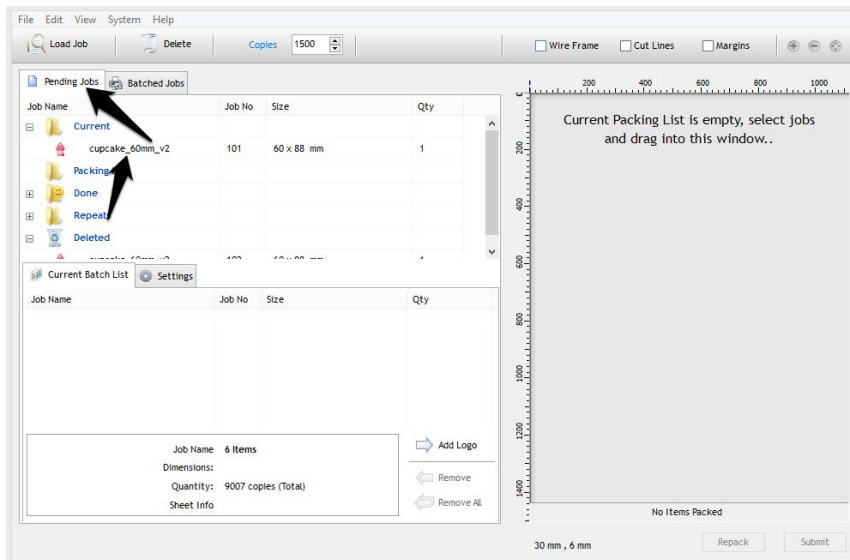 File Edit View System Help
Load Job Delete Copies 1500
Wire Frame Cut Lines Margins
Pending Jobs Batched Jobs
Job Name Job No Size Qty
Current
cupcake_60mm_v2 101 60 x 88 mm 1
Packing
Done
Repeat
Deleted
Current Batch List Settings
Job Name Job No Size Qty
Job Name 6 Items
Dimensions:
Quantity: 9007 copies (Total)
Sheet Info
Add Logo
Remove
Remove All
200 400 600 800 1000
0
200
400
600
800
1000
1200
1400
Current Packing List is empty, select jobs
and drag into this window..
No Items Packed
30 mm , 6 mm
Repack Submit